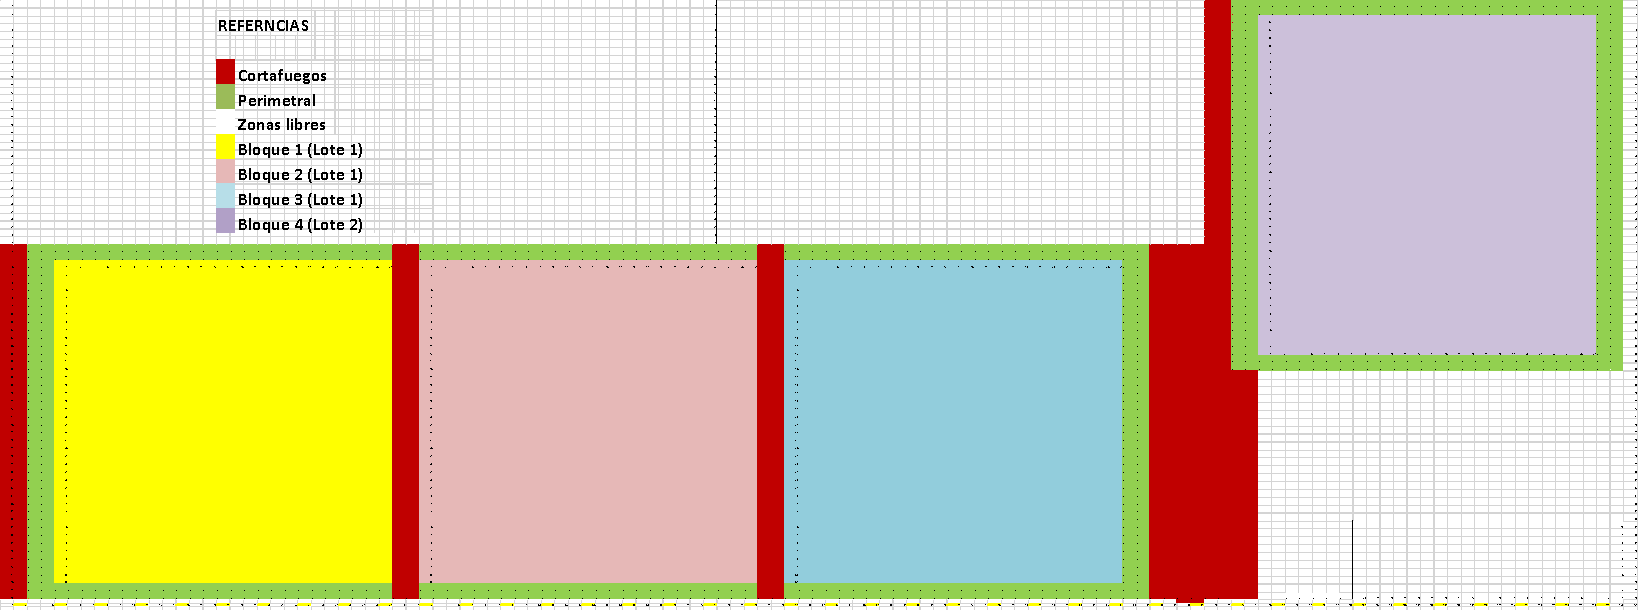 REFERNCIAS
Cortafuegos
Perimetral
Zonas libres
Bloque 1 (Lote 1)
Bloque 2 (Lote 1)
Bloque 3 (Lote 1)
Bloque 4 (Lote 2)